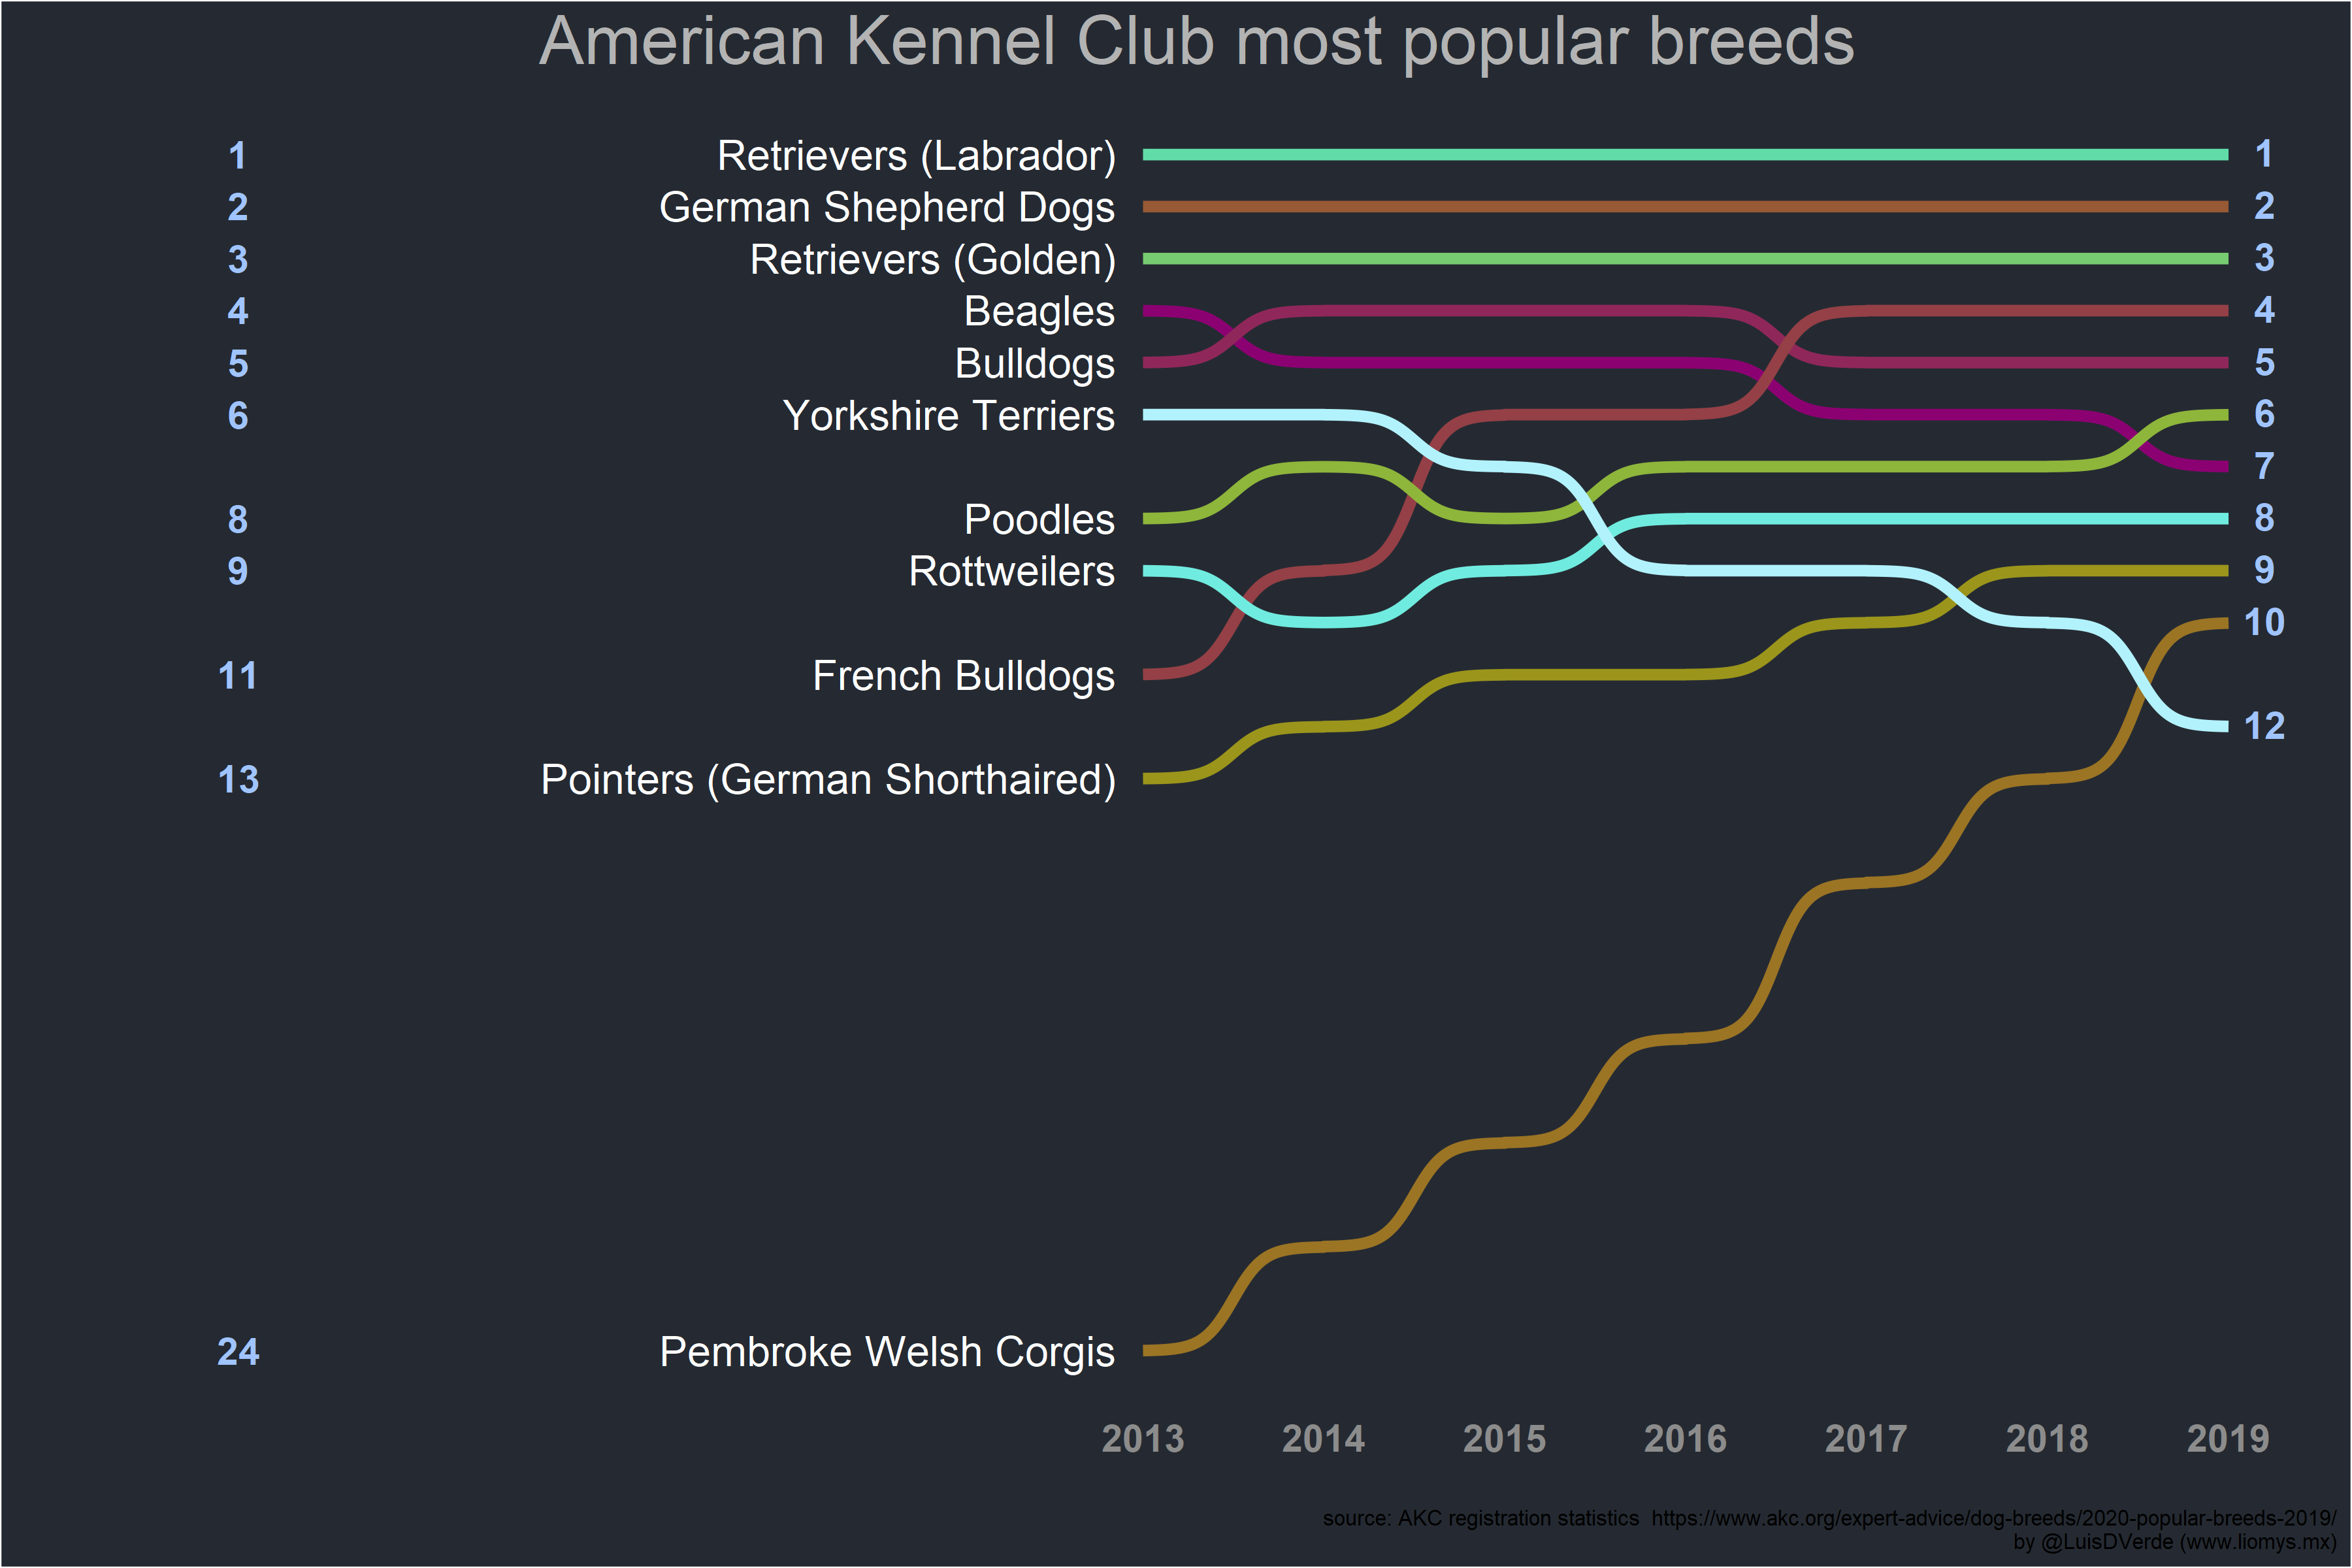 American Kennel Club most popular breeds
1 Retrievers (Labrador) 1
2 German Shepherd Dogs 2
3 Retrievers (Golden) 3
4 Beagles 4
5 Bulldogs 5
6 Yorkshire Terriers 6
7
8 Poodles 8
9 Rottweilers 9
10
11 French Bulldogs
12
13 Pointers (German Shorthaired)
24 Pembroke Welsh Corgis
2013 2014 2015 2016 2017 2018 2019
source: AKC registration statistics https://www.akc.org/expert-advice/dog-breeds/2020-popular-breeds-2019/
by @LuisDVerde (www.liomys.mx)